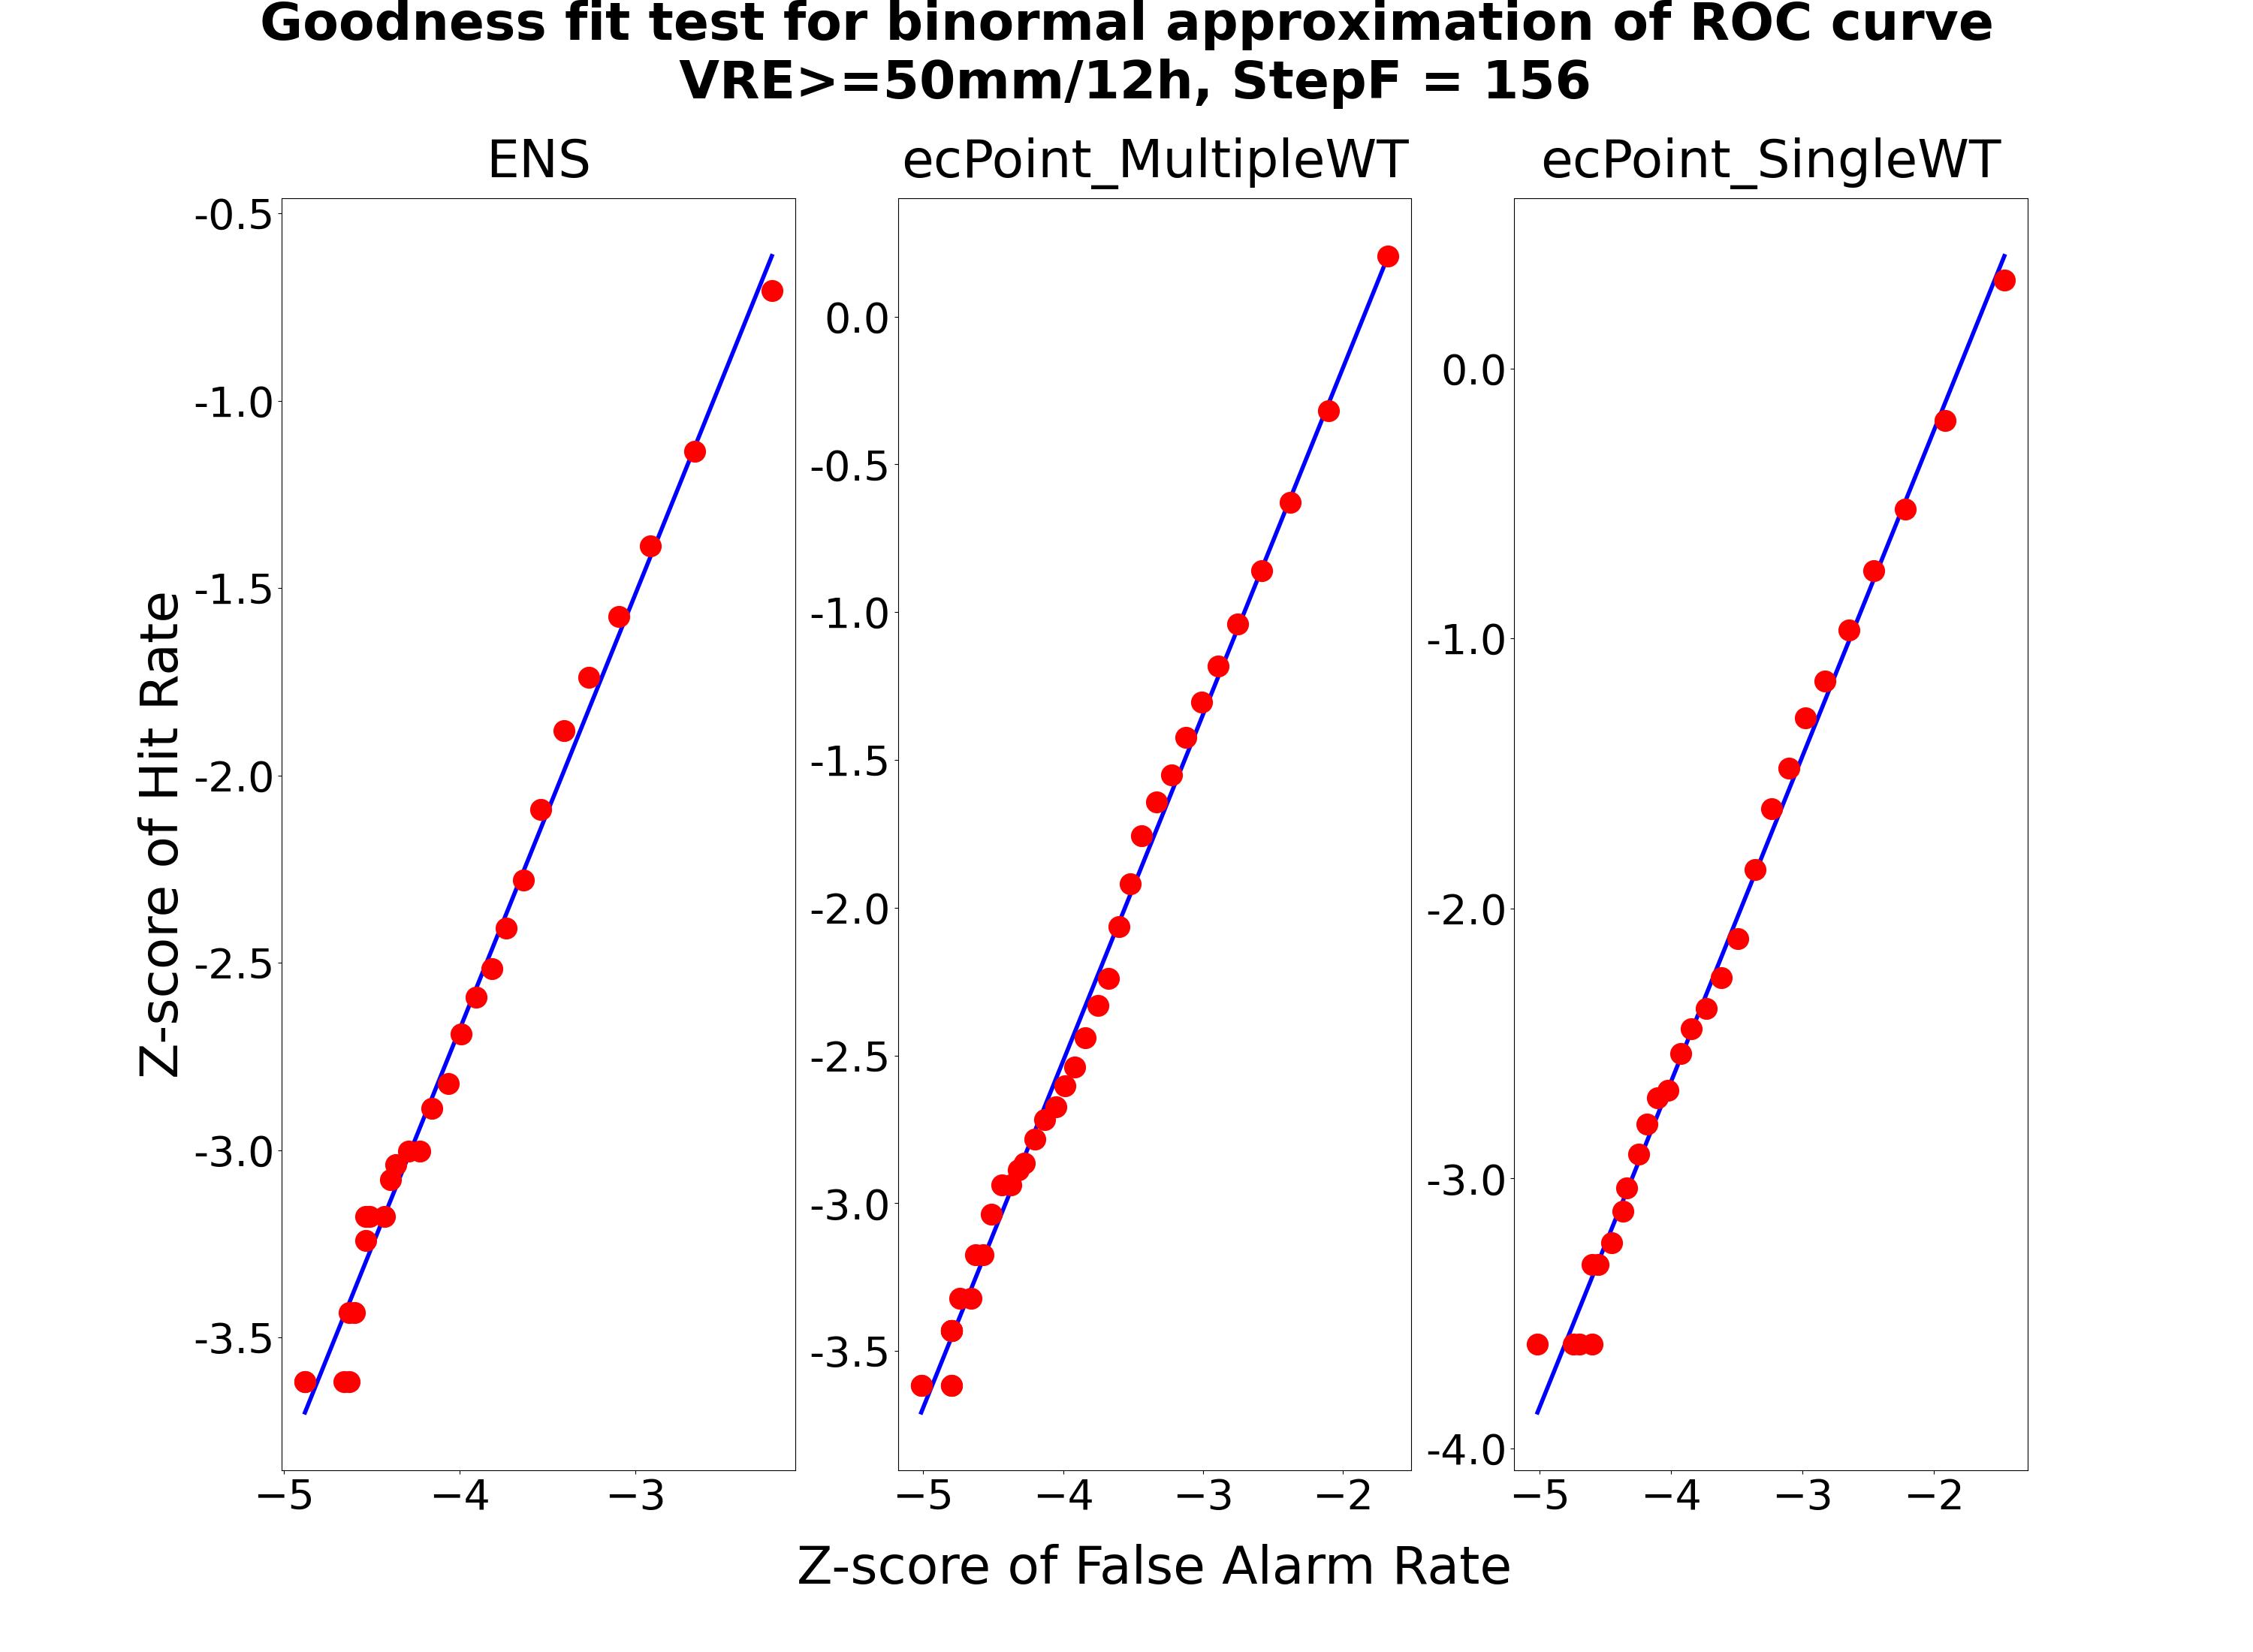 Goodness fit test for binormal approximation of ROC curve
VRE>=50mm/12h, StepF = 156
ENS
ecPoint_MultipleWT
ecPoint_SingleWT
Z-score of Hit Rate
-0.5
-1.0
-1.5
-2.0
-2.5
-3.0
-3.5
−5 −4 −3
0.0
-0.5
-1.0
-1.5
-2.0
-2.5
-3.0
-3.5
−5 −4 −3 −2
0.0
-1.0
-2.0
-3.0
-4.0
−5 −4 −3 −2
Z-score of False Alarm Rate